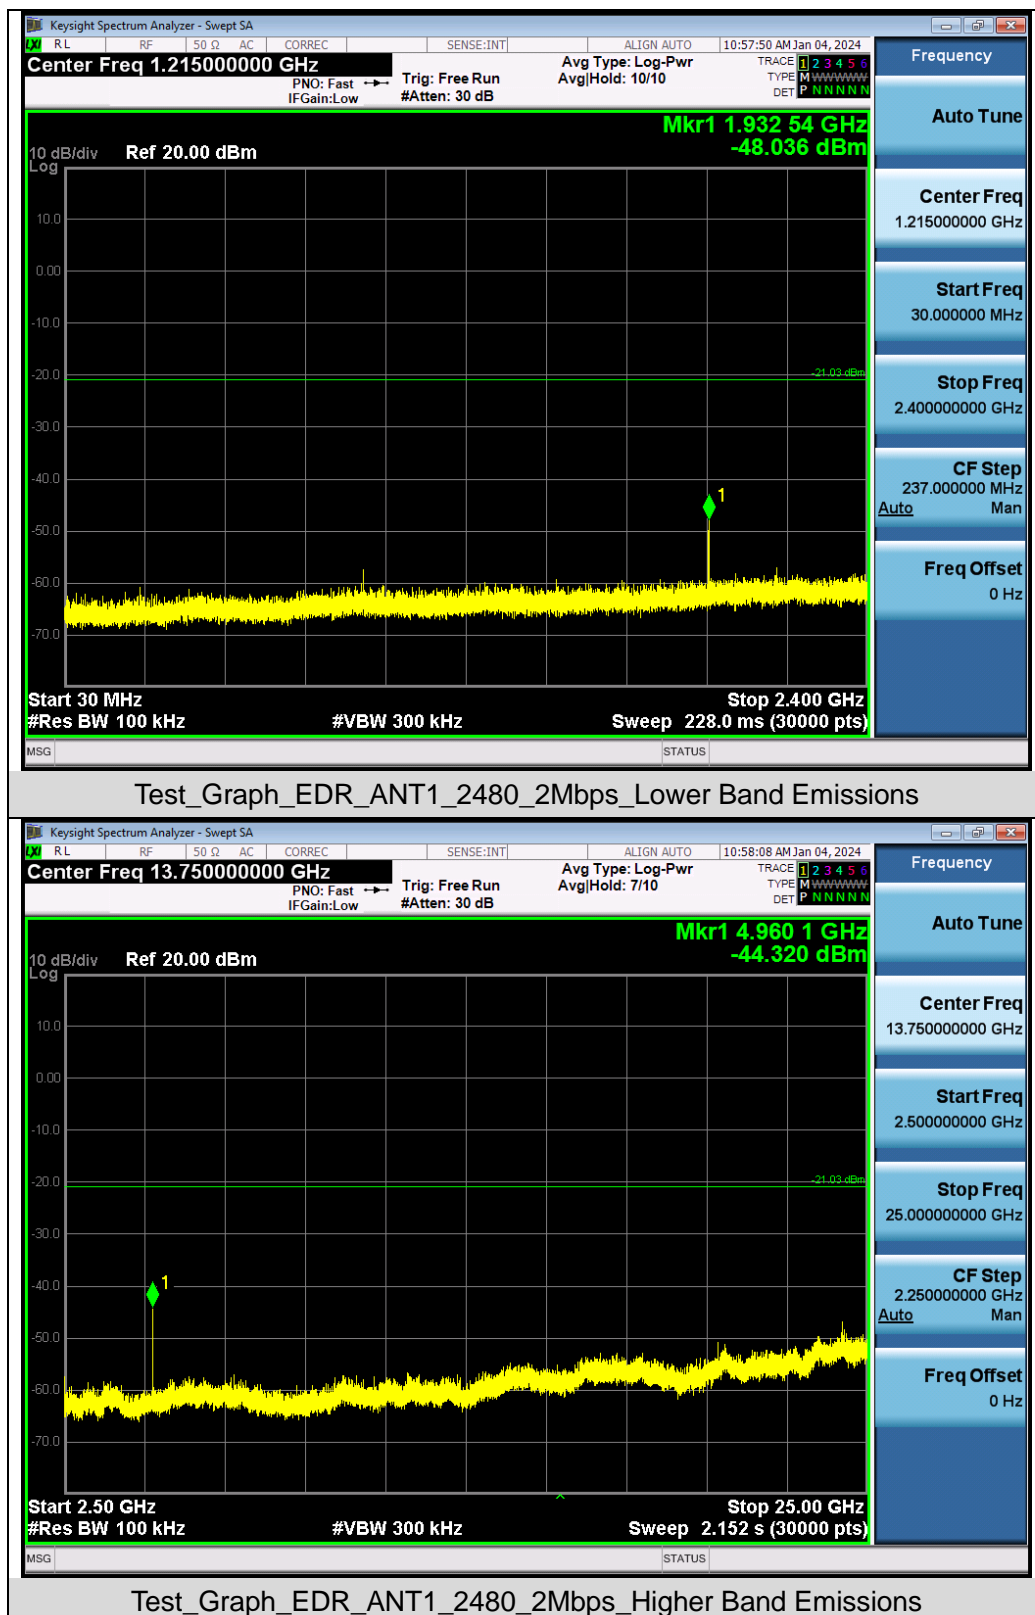 Keysight Spectrum Analyzer - Swept SA
LXI RL RF 50 Ω AC CORREC SENSE:INT ALIGN AUTO 10:57:50 AM Jan 04, 2024
Center Freq 1.215000000 GHz
PNO: Fast
IFGain:Low
Trig: Free Run
#Atten: 30 dB
Avg Type: Log-Pwr
Avg|Hold: 10/10
TRACE 1 2 3 4 5 6
TYPE M WWWWW
DET P N N N N N
Mkr1 1.932 54 GHz
-48.036 dBm
10 dB/div Ref 20.00 dBm
Log
10.0
0.00
-10.0
-20.0
-21.03 dBm
-30.0
-40.0
1
-50.0
-60.0
-70.0
Start 30 MHz Stop 2.400 GHz
#Res BW 100 kHz #VBW 300 kHz Sweep 228.0 ms (30000 pts)
MSG STATUS
Frequency
Auto Tune
Center Freq
1.215000000 GHz
Start Freq
30.000000 MHz
Stop Freq
2.400000000 GHz
CF Step
237.000000 MHz
Auto Man
Freq Offset
0 Hz
Test_Graph_EDR_ANT1_2480_2Mbps_Lower Band Emissions
Keysight Spectrum Analyzer - Swept SA
LXI RL RF 50 Ω AC CORREC SENSE:INT ALIGN AUTO 10:58:08 AM Jan 04, 2024
Center Freq 13.750000000 GHz
PNO: Fast
IFGain:Low
Trig: Free Run
#Atten: 30 dB
Avg Type: Log-Pwr
Avg|Hold: 7/10
TRACE 1 2 3 4 5 6
TYPE M WWWWW
DET P N N N N N
Mkr1 4.960 1 GHz
-44.320 dBm
10 dB/div Ref 20.00 dBm
Log
10.0
0.00
-10.0
-20.0
-21.03 dBm
-30.0
-40.0
1
-50.0
-60.0
-70.0
Start 2.50 GHz Stop 25.00 GHz
#Res BW 100 kHz #VBW 300 kHz Sweep 2.152 s (30000 pts)
MSG STATUS
Frequency
Auto Tune
Center Freq
13.750000000 GHz
Start Freq
2.500000000 GHz
Stop Freq
25.000000000 GHz
CF Step
2.250000000 GHz
Auto Man
Freq Offset
0 Hz
Test_Graph_EDR_ANT1_2480_2Mbps_Higher Band Emissions